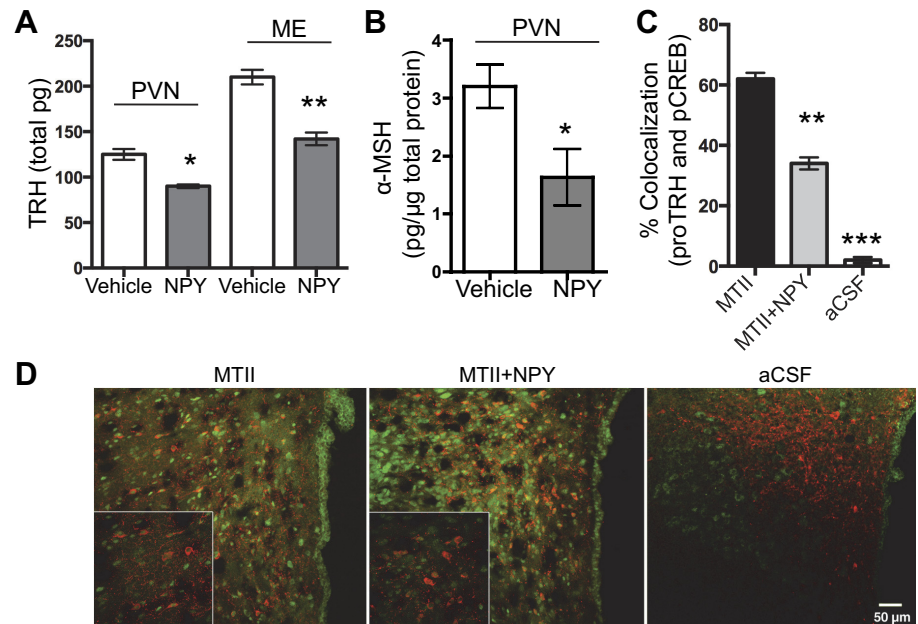 A
TRH (total pg)
250
200
150
100
50
0
PVN
ME
*
**
Vehicle NPY Vehicle NPY
B
PVN
α-MSH
(pg/µg total protein)
4
3
2
1
0
*
Vehicle NPY
C
% Colocalization
(proTRH and pCREB)
80
60
40
20
0
**
***
MTII
MTII+NPY
aCSF
D
MTII MTII+NPY aCSF
50 µm